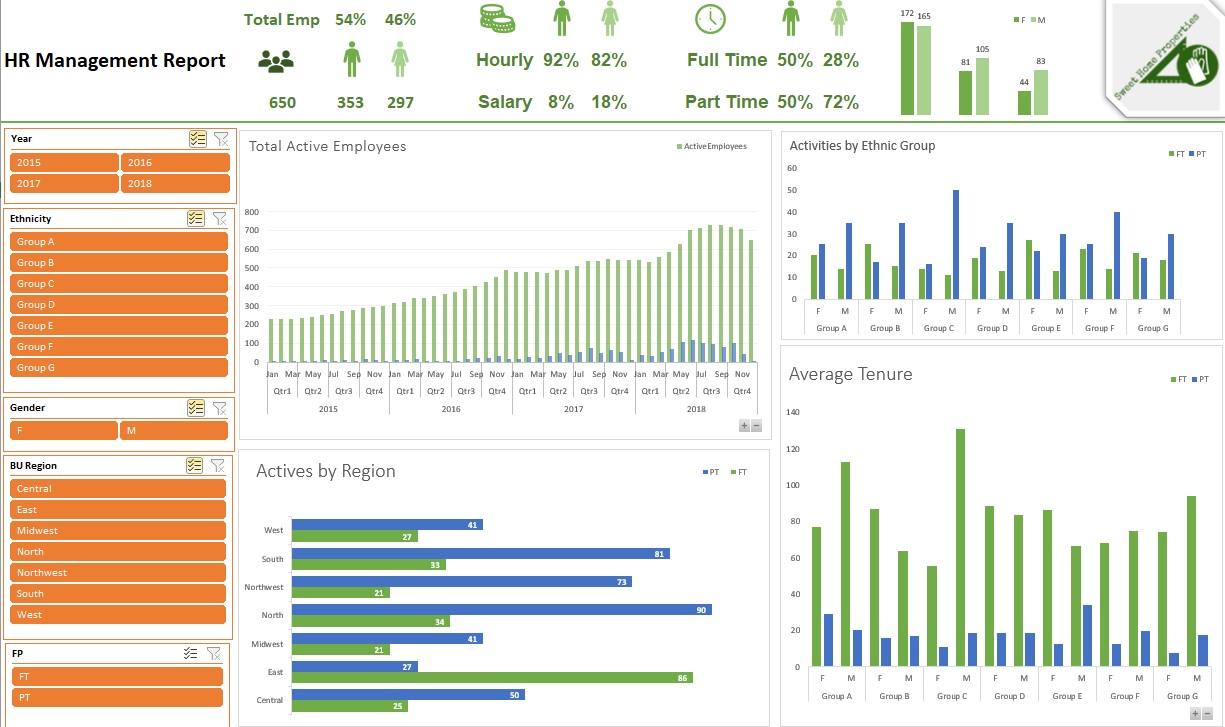 HR Management Report
Total Emp 54% 46%
650 353 297
Hourly 92% 82%
Salary 8% 18%
Full Time 50% 28%
Part Time 50% 72%
F M
172 165
81 105
44 83
Sweet Home Properties
Year
2015 2016
2017 2018
Ethnicity
Group A
Group B
Group C
Group D
Group E
Group F
Group G
Gender
F M
BU Region
Central
East
Midwest
North
Northwest
South
West
FP
FT
PT
Total Active Employees
ActiveEmployees
800
700
600
500
400
300
200
100
0
Jan Mar May Jul Sep Nov Jan Mar May Jul Sep Nov Jan Mar May Jul Sep Nov Jan Mar May Jul Sep Nov
Qtr1 Qtr2 Qtr3 Qtr4 Qtr1 Qtr2 Qtr3 Qtr4 Qtr1 Qtr2 Qtr3 Qtr4 Qtr1 Qtr2 Qtr3 Qtr4
2015 2016 2017 2018
Actives by Region
PT FT
West 41
27
South 81
33
Northwest 73
21
North 90
34
Midwest 41
21
East 27
86
Central 50
25
Activities by Ethnic Group
FT PT
60
50
40
30
20
10
0
F M F M F M F M F M F M F M
Group A Group B Group C Group D Group E Group F Group G
Average Tenure
FT PT
140
120
100
80
60
40
20
0
F M F M F M F M F M F M F M
Group A Group B Group C Group D Group E Group F Group G